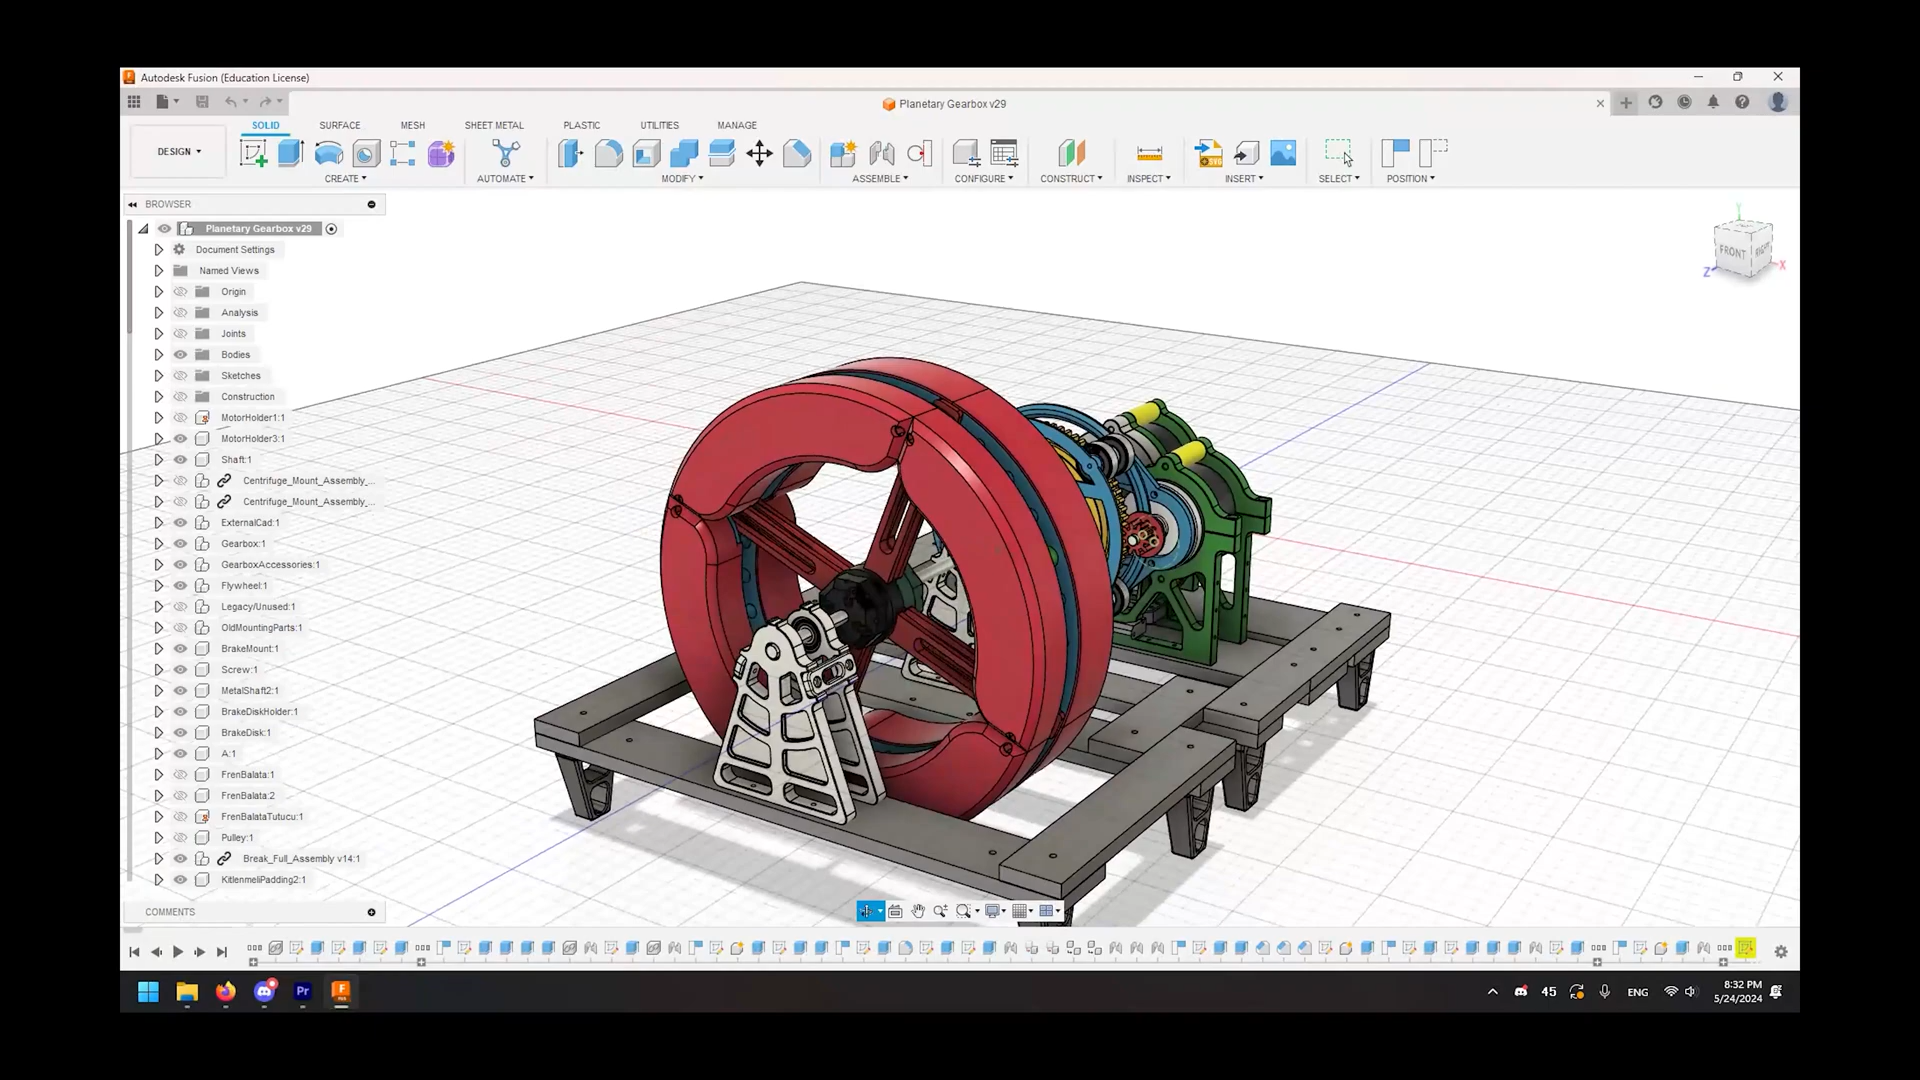 Autodesk Fusion (Education License)
Planetary Gearbox v29
SOLID SURFACE MESH SHEET METAL PLASTIC UTILITIES MANAGE
DESIGN
CREATE AUTOMATE MODIFY ASSEMBLE CONFIGURE CONSTRUCT INSPECT INSERT SELECT POSITION
BROWSER
Planetary Gearbox v29
Document Settings
Named Views
Origin
Analysis
Joints
Bodies
Sketches
Construction
MotorHolder1:1
MotorHolder3:1
Shaft:1
Centrifuge_Mount_Assembly_...
Centrifuge_Mount_Assembly_...
ExternalCad:1
Gearbox:1
GearboxAccessories:1
Flywheel:1
Legacy/Unused:1
OldMountingParts:1
BrakeMount:1
Screw:1
MetalShaft2:1
BrakeDiskHolder:1
BrakeDisk:1
A:1
FrenBalata:1
FrenBalata:2
FrenBalataTutucu:1
Pulley:1
Break_Full_Assembly v14:1
KitlenmeliPadding2:1
COMMENTS
Y
FRONT RIGHT
Z X
Pr F 45 ENG 8:32 PM
5/24/2024